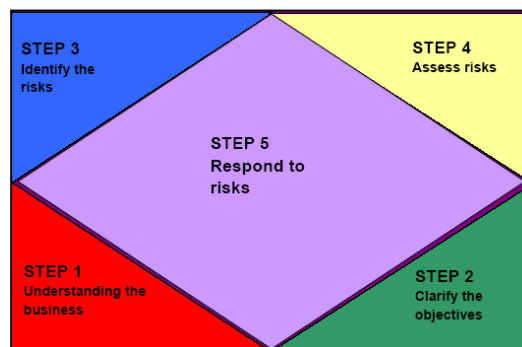 STEP 3
Identify the
risks
STEP 4
Assess risks
STEP 5
Respond to
risks
STEP 1
Understanding the
business
STEP 2
Clarify the
objectives